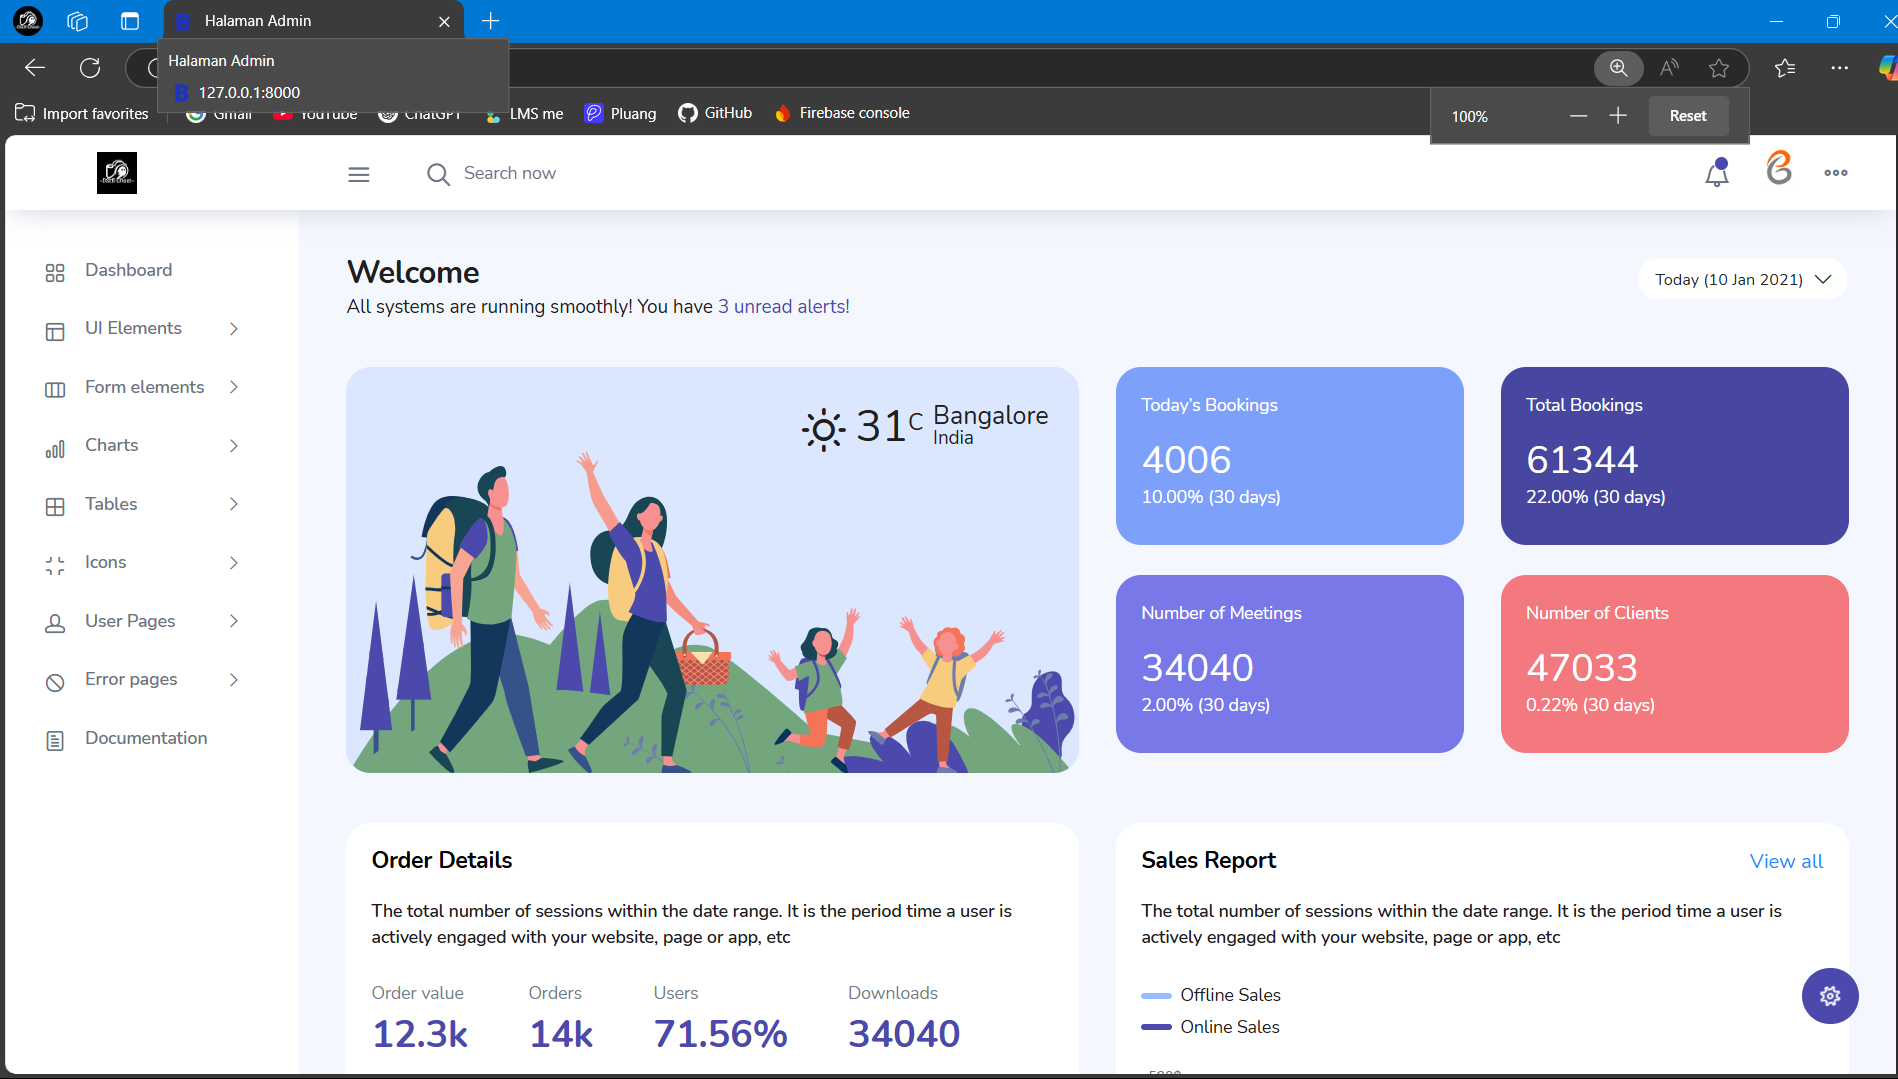 Halaman Admin
Halaman Admin
127.0.0.1:8000
Import favorites
Gmail
YouTube
ChatGPT
LMS me
Pluang
GitHub
Firebase console
100%
Reset
Search now
Dashboard
UI Elements
Form elements
Charts
Tables
Icons
User Pages
Error pages
Documentation
Welcome
All systems are running smoothly! You have 3 unread alerts!
Today (10 Jan 2021)
31 C Bangalore
India
Today's Bookings
4006
10.00% (30 days)
Total Bookings
61344
22.00% (30 days)
Number of Meetings
34040
2.00% (30 days)
Number of Clients
47033
0.22% (30 days)
Order Details
The total number of sessions within the date range. It is the period time a user is
actively engaged with your website, page or app, etc
Order value
12.3k
Orders
14k
Users
71.56%
Downloads
34040
Sales Report
View all
The total number of sessions within the date range. It is the period time a user is
actively engaged with your website, page or app, etc
Offline Sales
Online Sales